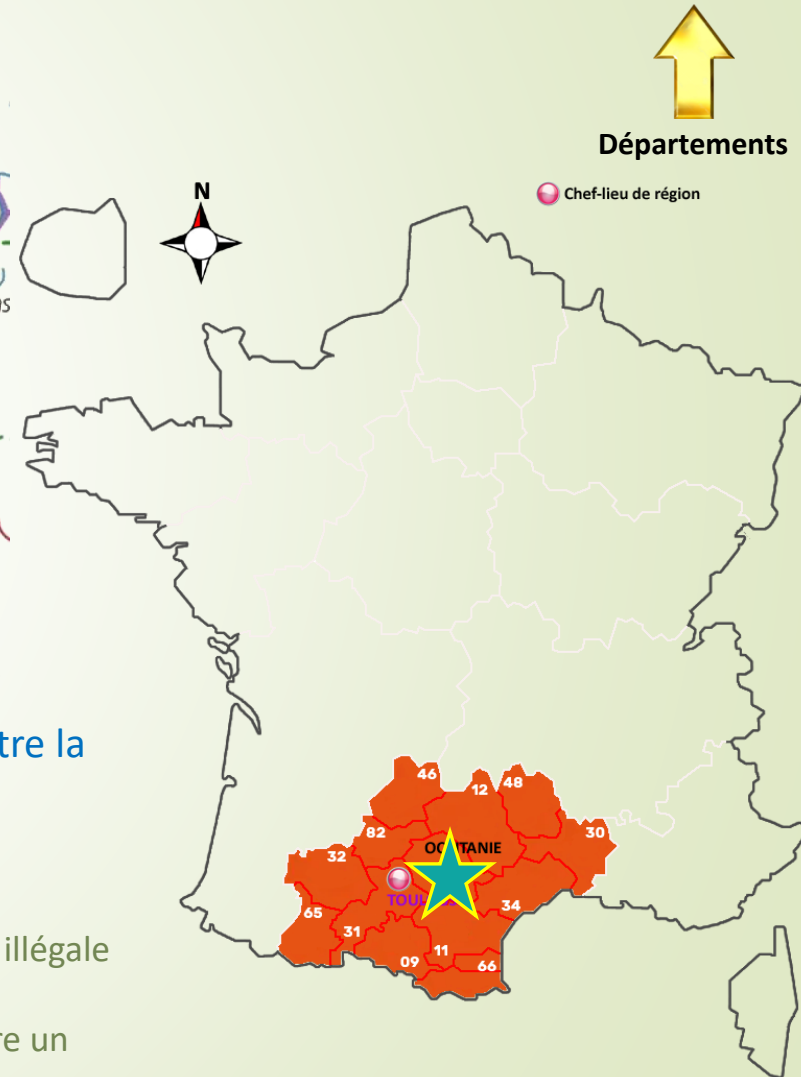 Départements
Chef-lieu de région
N
ns
tre la
46
12
48
82
30
32
65
34
31
11
09
66
illégale
re un